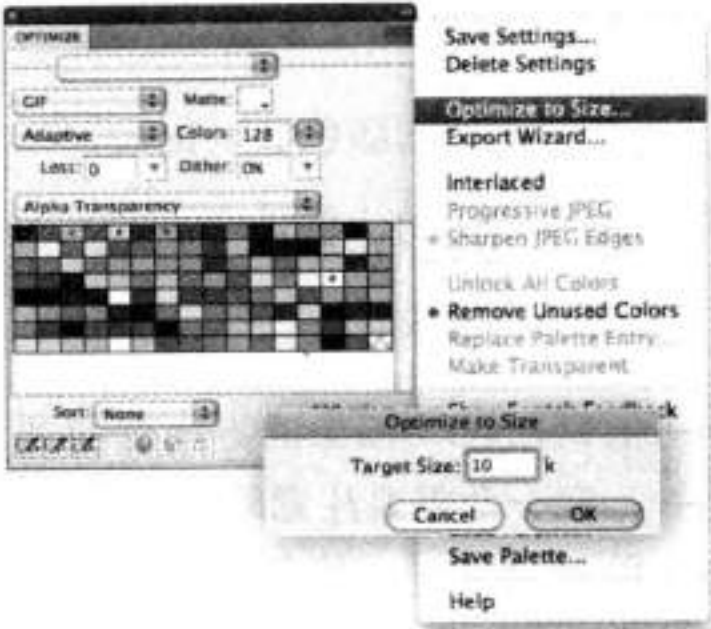 OPTIMIZE
GIF
Matte:
Adaptive
Colors: 128
Loss: 0
Dither: 0%
Alpha Transparency
Sort: None
Save Settings...
Delete Settings
Optimize to Size...
Export Wizard...
Interlaced
Progressive JPEG
Sharpen JPEG Edges
Unlock All Colors
Remove Unused Colors
Replace Palette Entry...
Make Transparent
Optimize to Size
Target Size: 10 k
Cancel
OK
Save Palette...
Help